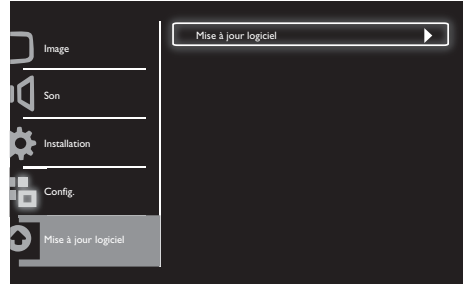 Image
Son
Installation
Config.
Mise à jour logiciel
Mise à jour logiciel